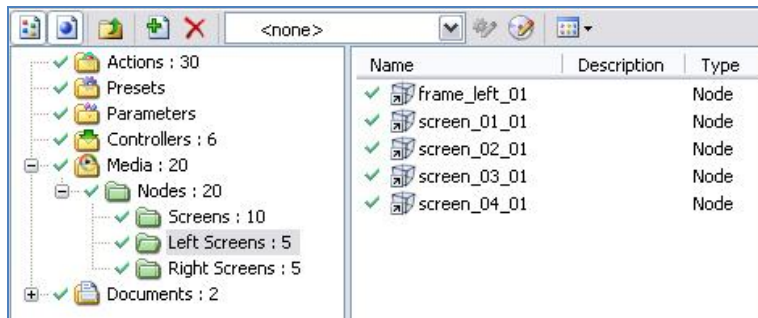 <none>
Actions : 30
Presets
Parameters
Controllers : 6
Media : 20
Nodes : 20
Screens : 10
Left Screens : 5
Right Screens : 5
Documents : 2
Name Description Type
frame_left_01 Node
screen_01_01 Node
screen_02_01 Node
screen_03_01 Node
screen_04_01 Node